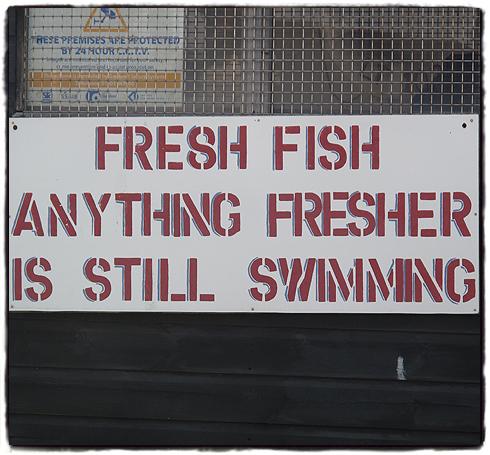 THESE PREMISES ARE PROTECTED
BY 24 HOUR C.C.T.V.
FRESH FISH
ANYTHING FRESHER
IS STILL SWIMMING